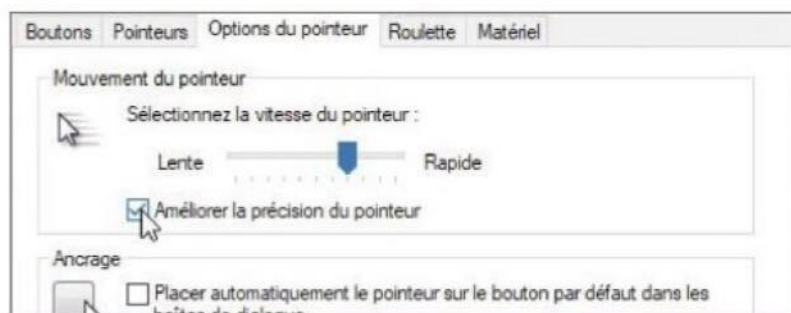 Boutons Pointeurs Options du pointeur Roulette Matériel
Mouvement du pointeur
Sélectionnez la vitesse du pointeur :
Lente Rapide
Améliorer la précision du pointeur
Ancrage
Placer automatiquement le pointeur sur le bouton par défaut dans les